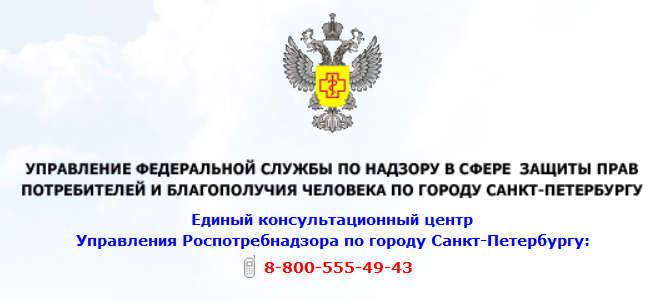 УПРАВЛЕНИЕ ФЕДЕРАЛЬНОЙ СЛУЖБЫ ПО НАДЗОРУ В СФЕРЕ ЗАЩИТЫ ПРАВ
ПОТРЕБИТЕЛЕЙ И БЛАГОПОЛУЧИЯ ЧЕЛОВЕКА ПО ГОРОДУ САНКТ-ПЕТЕРБУРГУ
Единый консультационный центр
Управления Роспотребнадзора по городу Санкт-Петербургу:
8-800-555-49-43